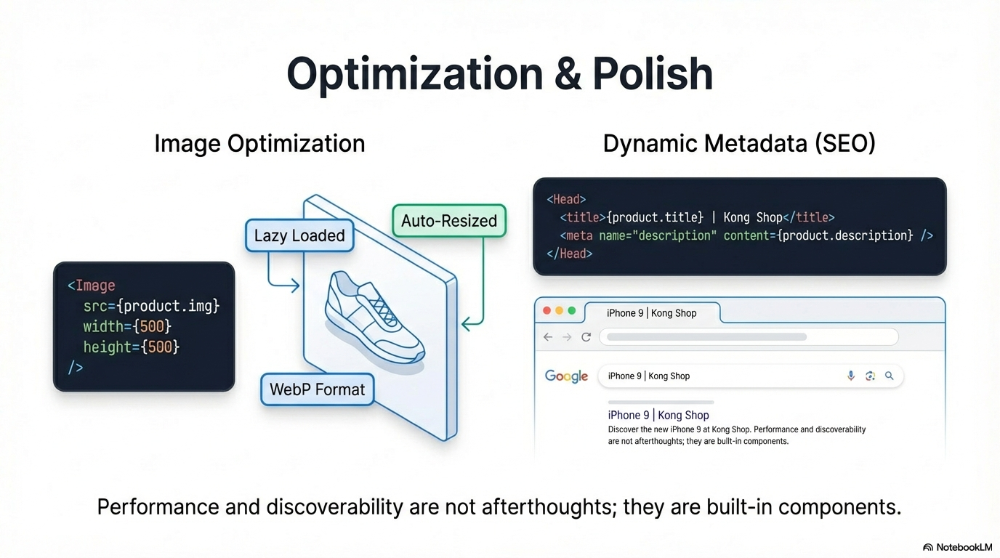 Optimization & Polish
Image Optimization
Lazy Loaded
Auto-Resized
<Image
src={product.img}
width={500}
height={500}
/>
WebP Format
Dynamic Metadata (SEO)
<Head>
<title>{product.title} | Kong Shop</title>
<meta name="description" content={product.description} />
</Head>
iPhone 9 | Kong Shop
Google
iPhone 9 | Kong Shop
iPhone 9 | Kong Shop
Discover the new iPhone 9 at Kong Shop. Performance and discoverability
are not afterthoughts; they are built-in components.
Performance and discoverability are not afterthoughts; they are built-in components.
NotebookLM